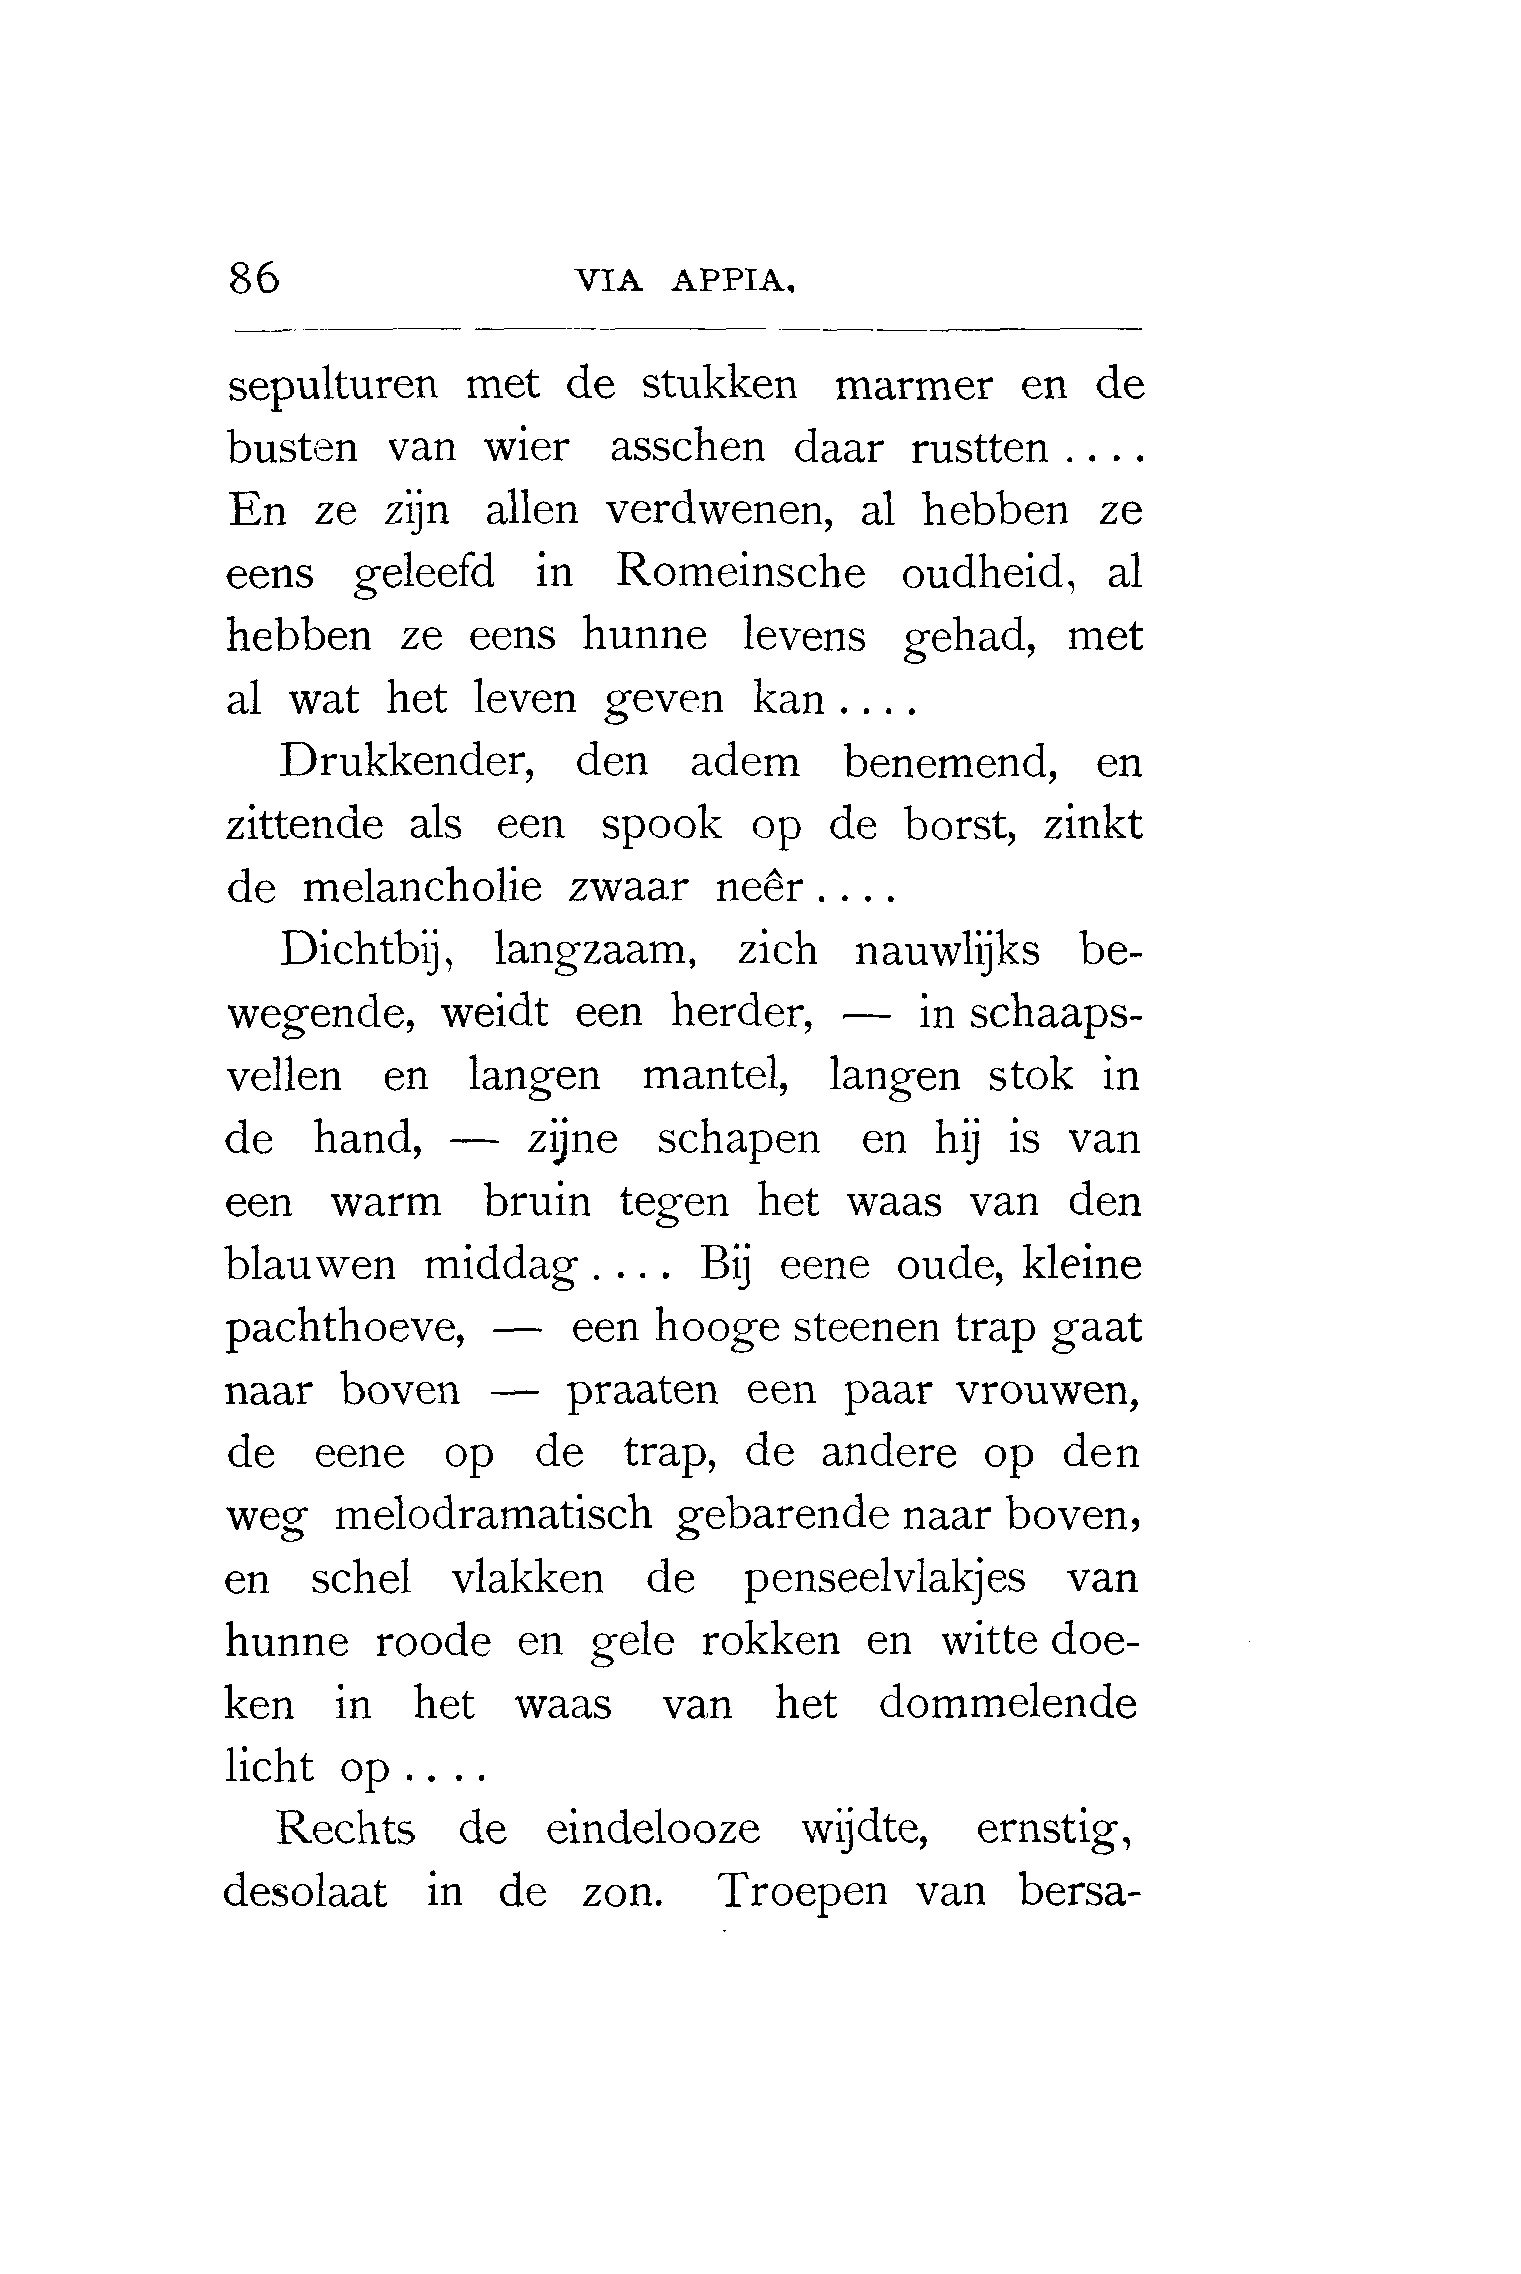 86 VIA APPIA.
sepulturen met de stukken marmer en de
busten van wier asschen daar rustten . . . .
En ze zijn allen verdwenen, al hebben ze
eens geleefd in Romeinsche oudheid, al
hebben ze eens hunne levens gehad, met
al wat het leven geven kan . . . .
Drukkender, den adem benemend, en
zittende als een spook op de borst, zinkt
de melancholie zwaar neêr . . . .
Dichtbij, langzaam, zich nauwlijks be-
wegende, weidt een herder, — in schaaps-
vellen en langen mantel, langen stok in
de hand, — zijne schapen en hij is van
een warm bruin tegen het waas van den
blauwen middag . . . . Bij eene oude, kleine
pachthoeve, — een hooge steenen trap gaat
naar boven — praaten een paar vrouwen,
de eene op de trap, de andere op den
weg melodramatisch gebarende naar boven,
en schel vlakken de penseelvlakjes van
hunne roode en gele rokken en witte doe-
ken in het waas van het dommelende
licht op . . . .
Rechts de eindelooze wijdte, ernstig,
desolaat in de zon. Troepen van bersa-